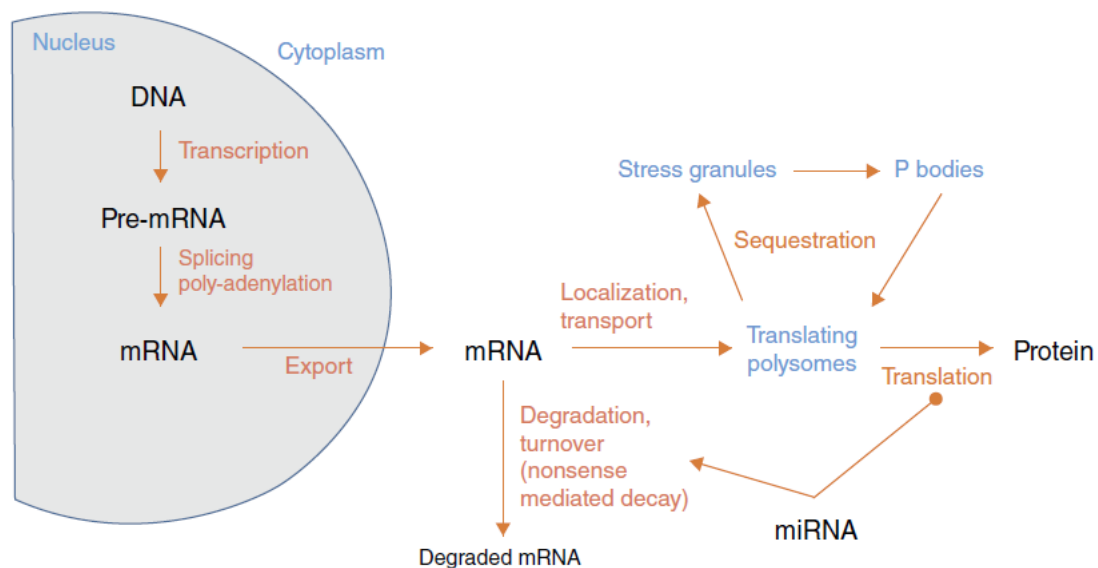 Nucleus
Cytoplasm
DNA
Transcription
Pre-mRNA
Splicing
poly-adenylation
mRNA
Export
mRNA
Localization,
transport
Stress granules
P bodies
Sequestration
Translating
polysomes
Protein
Translation
Degradation,
turnover
(nonsense
mediated decay)
miRNA
Degraded mRNA